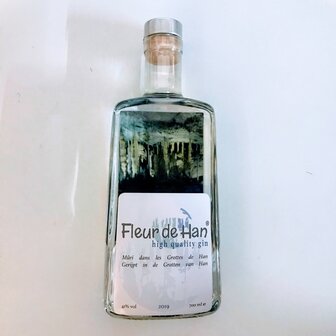 Fleur de Han®
high quality gin
Mûri dans les Grottes de Han
Gerijpt in de Grotten van Han
40% vol 2019 700 ml e